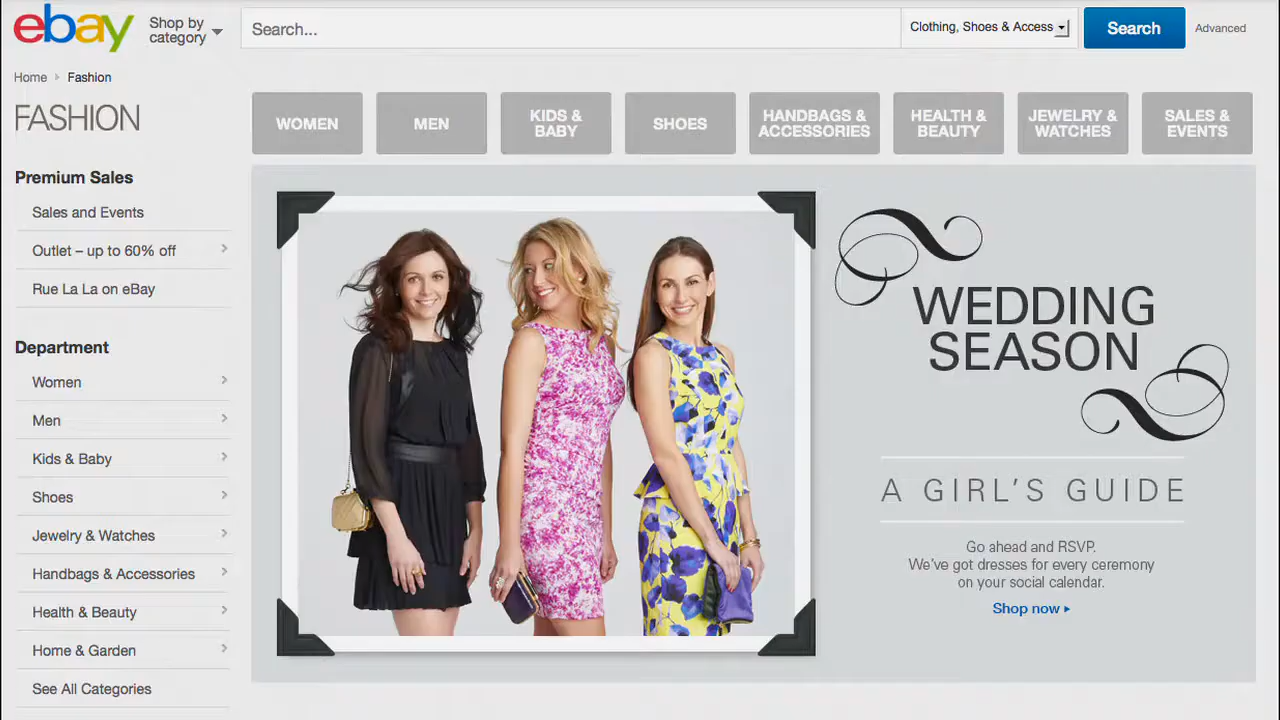 ebay
Shop by
category
Search...
Clothing, Shoes & Access
Search
Advanced
Home
Fashion
FASHION
WOMEN
MEN
KIDS &
BABY
SHOES
HANDBAGS &
ACCESSORIES
HEALTH &
BEAUTY
JEWELRY &
WATCHES
SALES &
EVENTS
Premium Sales
Sales and Events
Outlet – up to 60% off
Rue La La on eBay
Department
Women
Men
Kids & Baby
Shoes
Jewelry & Watches
Handbags & Accessories
Health & Beauty
Home & Garden
See All Categories
WEDDING
SEASON
A GIRL'S GUIDE
Go ahead and RSVP.
We've got dresses for every ceremony
on your social calendar.
Shop now